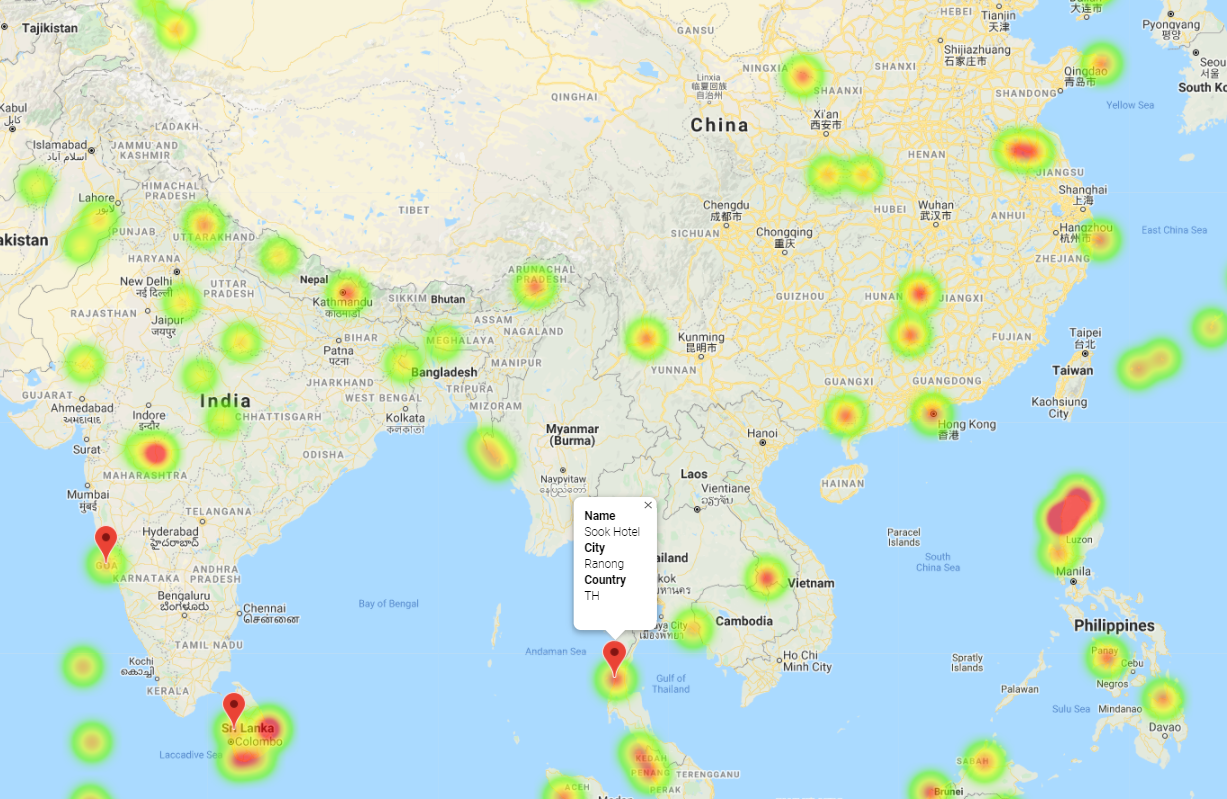 Tajikistan
Kabul
کابل
Islamabad
اسلام آباد
JAMMU AND
KASHMIR
LADAKH
HIMACHAL
PRADESH
Lahore
لاہور
PUNJAB
akistan
UTTARAKHAND
HARYANA
New Delhi
नई दिल्ली
UTTAR
PRADESH
RAJASTHAN
Jaipur
जयपुर
Nepal
Kathmandu
काठमाडौं
SIKKIM
Bhutan
ARUNACHAL
PRADESH
ASSAM
NAGALAND
MEGHALAYA
BIHAR
Patna
पटना
MANIPUR
Bangladesh
JHARKHAND
TRIPURA
WEST BENGAL
MIZORAM
GUJARAT
Ahmedabad
અમદાવાદ
Indore
इन्दौर
India
CHHATTISGARH
Kolkata
কলকাতা
Surat
ODISHA
MAHARASHTRA
Mumbai
मुंबई
TELANGANA
Hyderabad
హైదరాబాద్
GOA
KARNATAKA
ANDHRA
PRADESH
Bengaluru
ಬೆಂಗಳೂರು
Chennai
சென்னை
TAMIL NADU
Kochi
കൊച്ചി
KERALA
Sri Lanka
Colombo
Laccadive Sea
Bay of Bengal
Andaman Sea
GANSU
QINGHAI
NINGXIA
Linxia
临夏回族
自治州
SHAANXI
SHANXI
HEBEI
Tianjin
天津
大连市
Pyongyang
평양
Shijiazhuang
石家庄市
Seou
서울
South Ko
Qingdao
青岛市
SHANDONG
Yellow Sea
China
Xi'an
西安市
HENAN
JIANGSU
Shanghai
上海市
TIBET
Chengdu
成都市
HUBEI
Wuhan
武汉市
ANHUI
SICHUAN
Chongqing
重庆
Hangzhou
杭州市
East China Sea
ZHEJIANG
GUIZHOU
HUNAN
JIANGXI
Kunming
昆明市
FUJIAN
Taipei
台北
YUNNAN
Taiwan
GUANGXI
GUANGDONG
Kaohsiung
City
Hong Kong
香港
Myanmar
(Burma)
Hanoi
Naypyitaw
နေပြည်တော်
Laos
Vientiane
ວຽງຈັນ
HAINAN
Name
Sook Hotel
City
Ranong
Country
TH
ailand
kok
มหานคร
aya City
เมืองพัทยา
Paracel
Islands
South
China Sea
Luzon
Manila
Vietnam
Cambodia
Ho Chi
Minh City
Gulf of
Thailand
Philippines
Spratly
Islands
Panay
Cebu
Negros
Palawan
Sulu Sea
Mindanao
Davao
KEDAH
PENANG
TERENGGANU
PERAK
ACEH
Medan
SABAH
Brunei